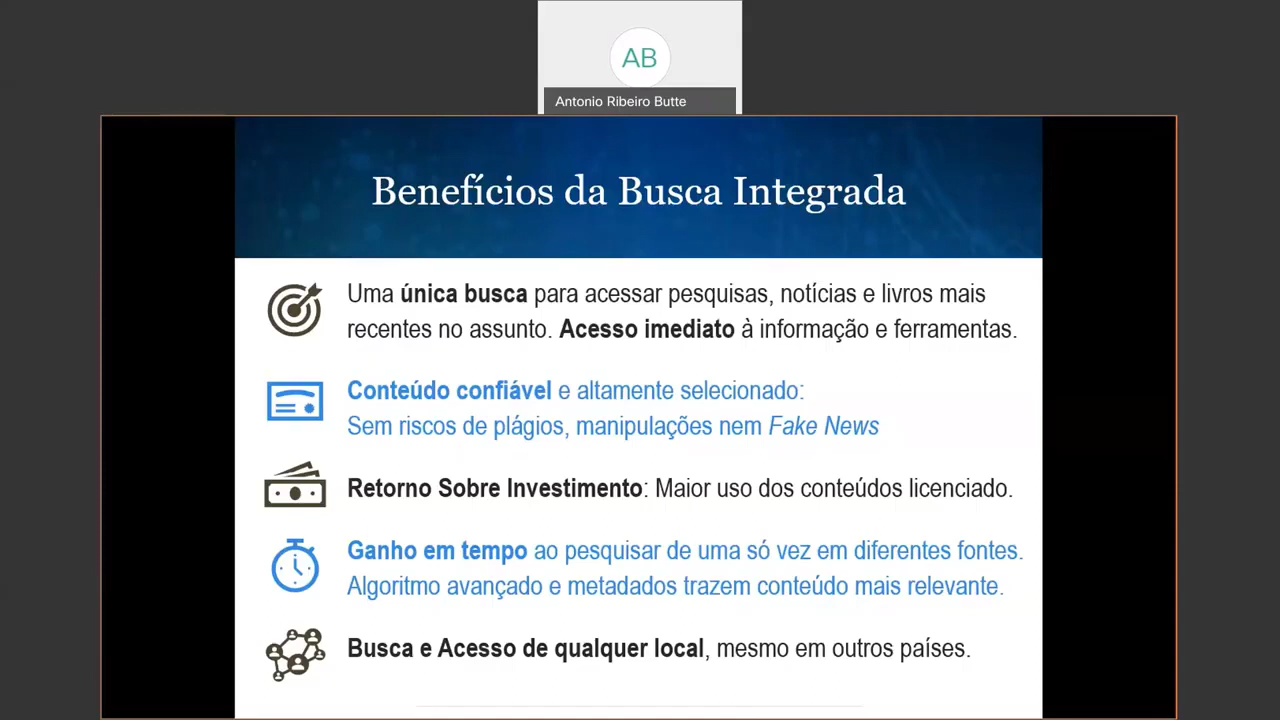 AB
Antonio Ribeiro Butte
Benefícios da Busca Integrada
Uma única busca para acessar pesquisas, notícias e livros mais
recentes no assunto. Acesso imediato à informação e ferramentas.
Conteúdo confiável e altamente selecionado:
Sem riscos de plágios, manipulações nem Fake News
Retorno Sobre Investimento: Maior uso dos conteúdos licenciado.
Ganho em tempo ao pesquisar de uma só vez em diferentes fontes.
Algoritmo avançado e metadados trazem conteúdo mais relevante.
Busca e Acesso de qualquer local, mesmo em outros países.